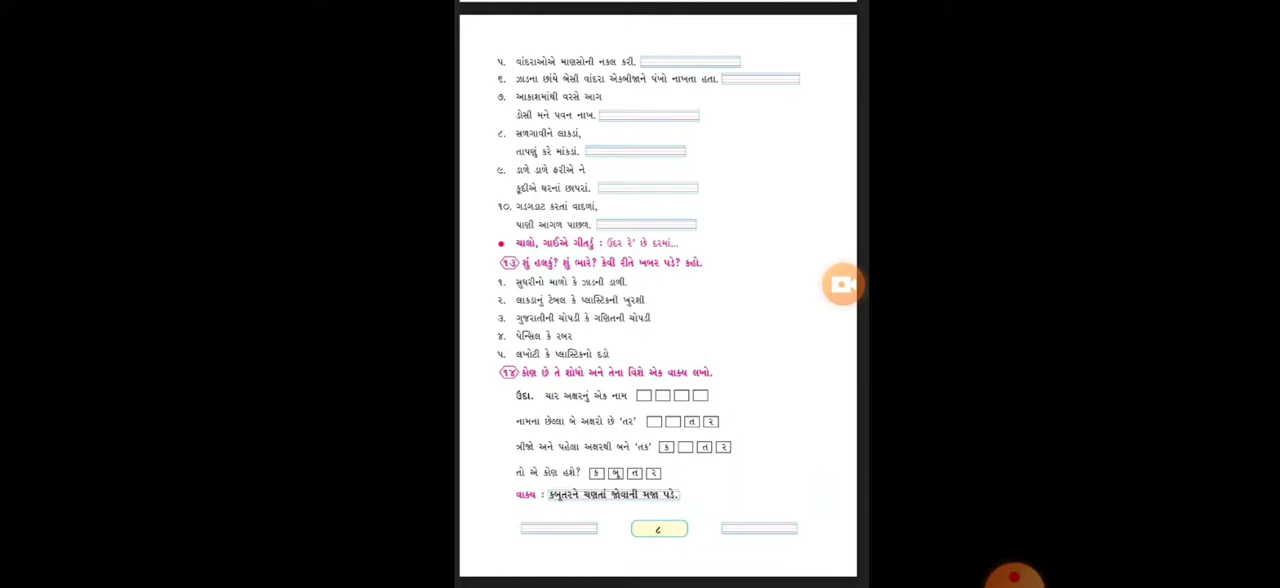 ૫. વાંદરાઓએ માણસોની નકલ કરી.
૬. ઝાડના છાંયે બેસી વાંદરા એકબીજાને પંખો નાખતા હતા.
૭. આકાશમાંથી વરસે આગ
ડોસી મને પવન નાખ.
૮. સળગાવીને લાકડાં,
તાપણું કરે માંકડાં.
૯. ડાળે ડાળે ફરીએ ને
કૂદીએ ઘરનાં છાપરાં.
૧૦. ગડગડાટ કરતાં વાદળાં,
પાણી આગળ પાછળ.
• ચાલો, ગાઈએ ગીતડું : ઉંદર રે' છે દરમાં...
૧૩ શું હલકું? શું ભારે? કેવી રીતે ખબર પડે? કહો.
૧. સુઘરીનો માળો કે ઝાડની ડાળી.
૨. લાકડાનું ટેબલ કે પ્લાસ્ટિકની ખુરશી
૩. ગુજરાતીની ચોપડી કે ગણિતની ચોપડી
૪. પેન્સિલ કે રબર
૫. લખોટી કે પ્લાસ્ટિકનો દડો
૧૪ કોણ છે તે શોધો અને તેના વિશે એક વાક્ય લખો.
ઉદા. ચાર અક્ષરનું એક નામ
નામના છેલ્લા બે અક્ષરો છે ‘તર’ ત ર
ત્રીજો અને પહેલા અક્ષરથી બને ‘તક’ ક ત ર
તો એ કોણ હશે? ક બૂ ત ર
વાક્ય : કબૂતરને ચણતાં જોવાની મજા પડે.
૮